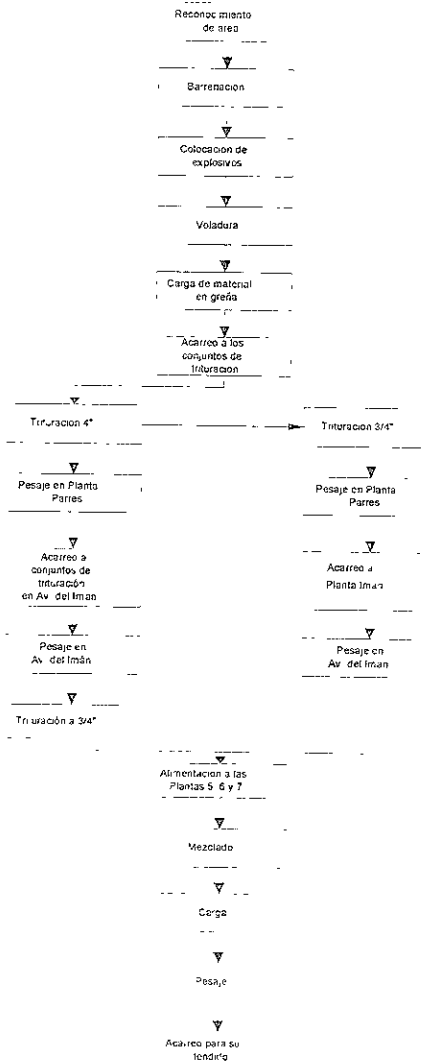 Reconocimiento
de area
Barrenacion
Colocacion de
explosivos
Voladura
Carga de material
en greña
Acarreo a los
conjuntos de
trituracion
Trituracion 4"
Trituracion 3/4"
Pesaje en Planta
Parres
Pesaje en Planta
Parres
Acarreo a
conjuntos de
trituración
en Av. del Iman
Acarreo a
Planta Iman
Pesaje en
Av. del Imán
Pesaje en
Av. del Iman
Trituración a 3/4"
Alimentacion a las
Plantas 5, 6 y 7
Mezclado
Carga
Pesaje
Acarreo para su
tendido